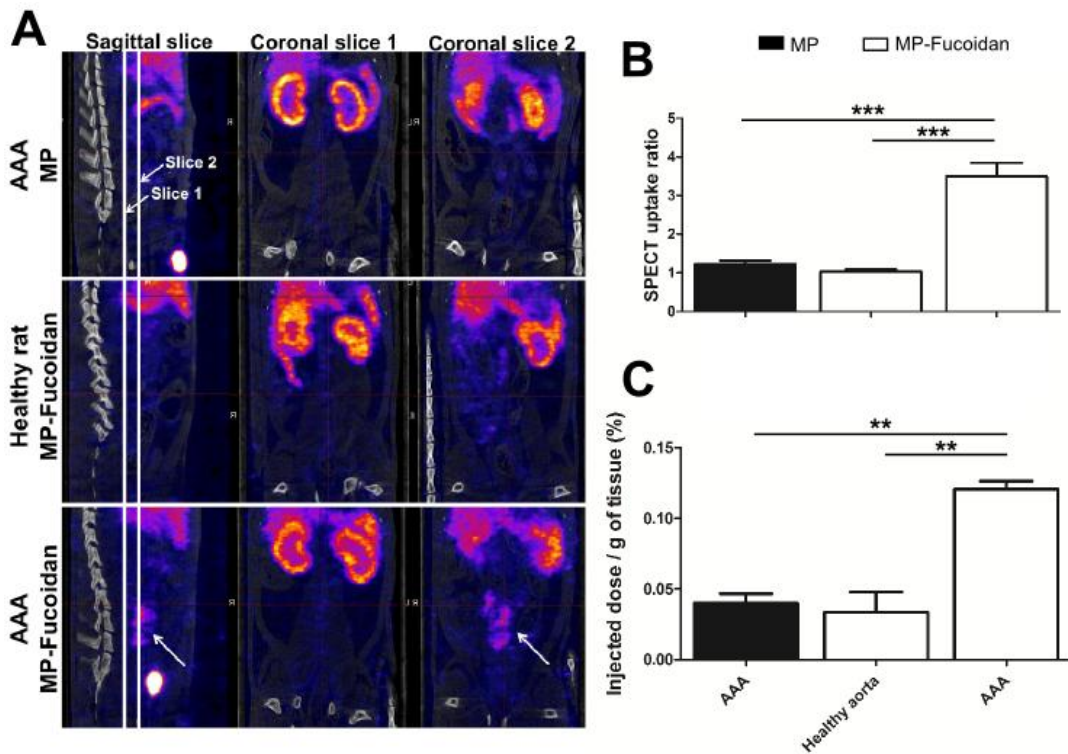 A
Sagittal slice
Coronal slice 1
Coronal slice 2
AAA
MP
Slice 2
Slice 1
Healthy rat
MP-Fucoidan
AAA
MP-Fucoidan
MP
MP-Fucoidan
B
SPECT uptake ratio
5
4
3
2
1
0
***
***
C
Injected dose / g of tissue (%)
0.15
0.10
0.05
0.00
**
**
AAA
Healthy aorta
AAA